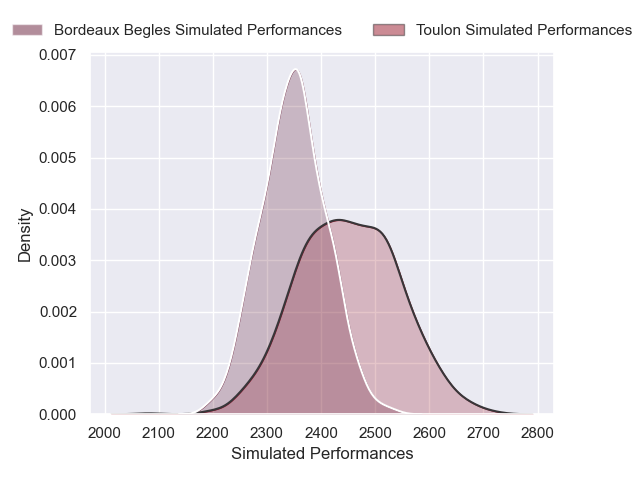 Bordeaux Begles Simulated Performances
Toulon Simulated Performances
0.007
0.006
0.005
0.004
0.003
0.002
0.001
0.000
Density
2000 2100 2200 2300 2400 2500 2600 2700 2800
Simulated Performances